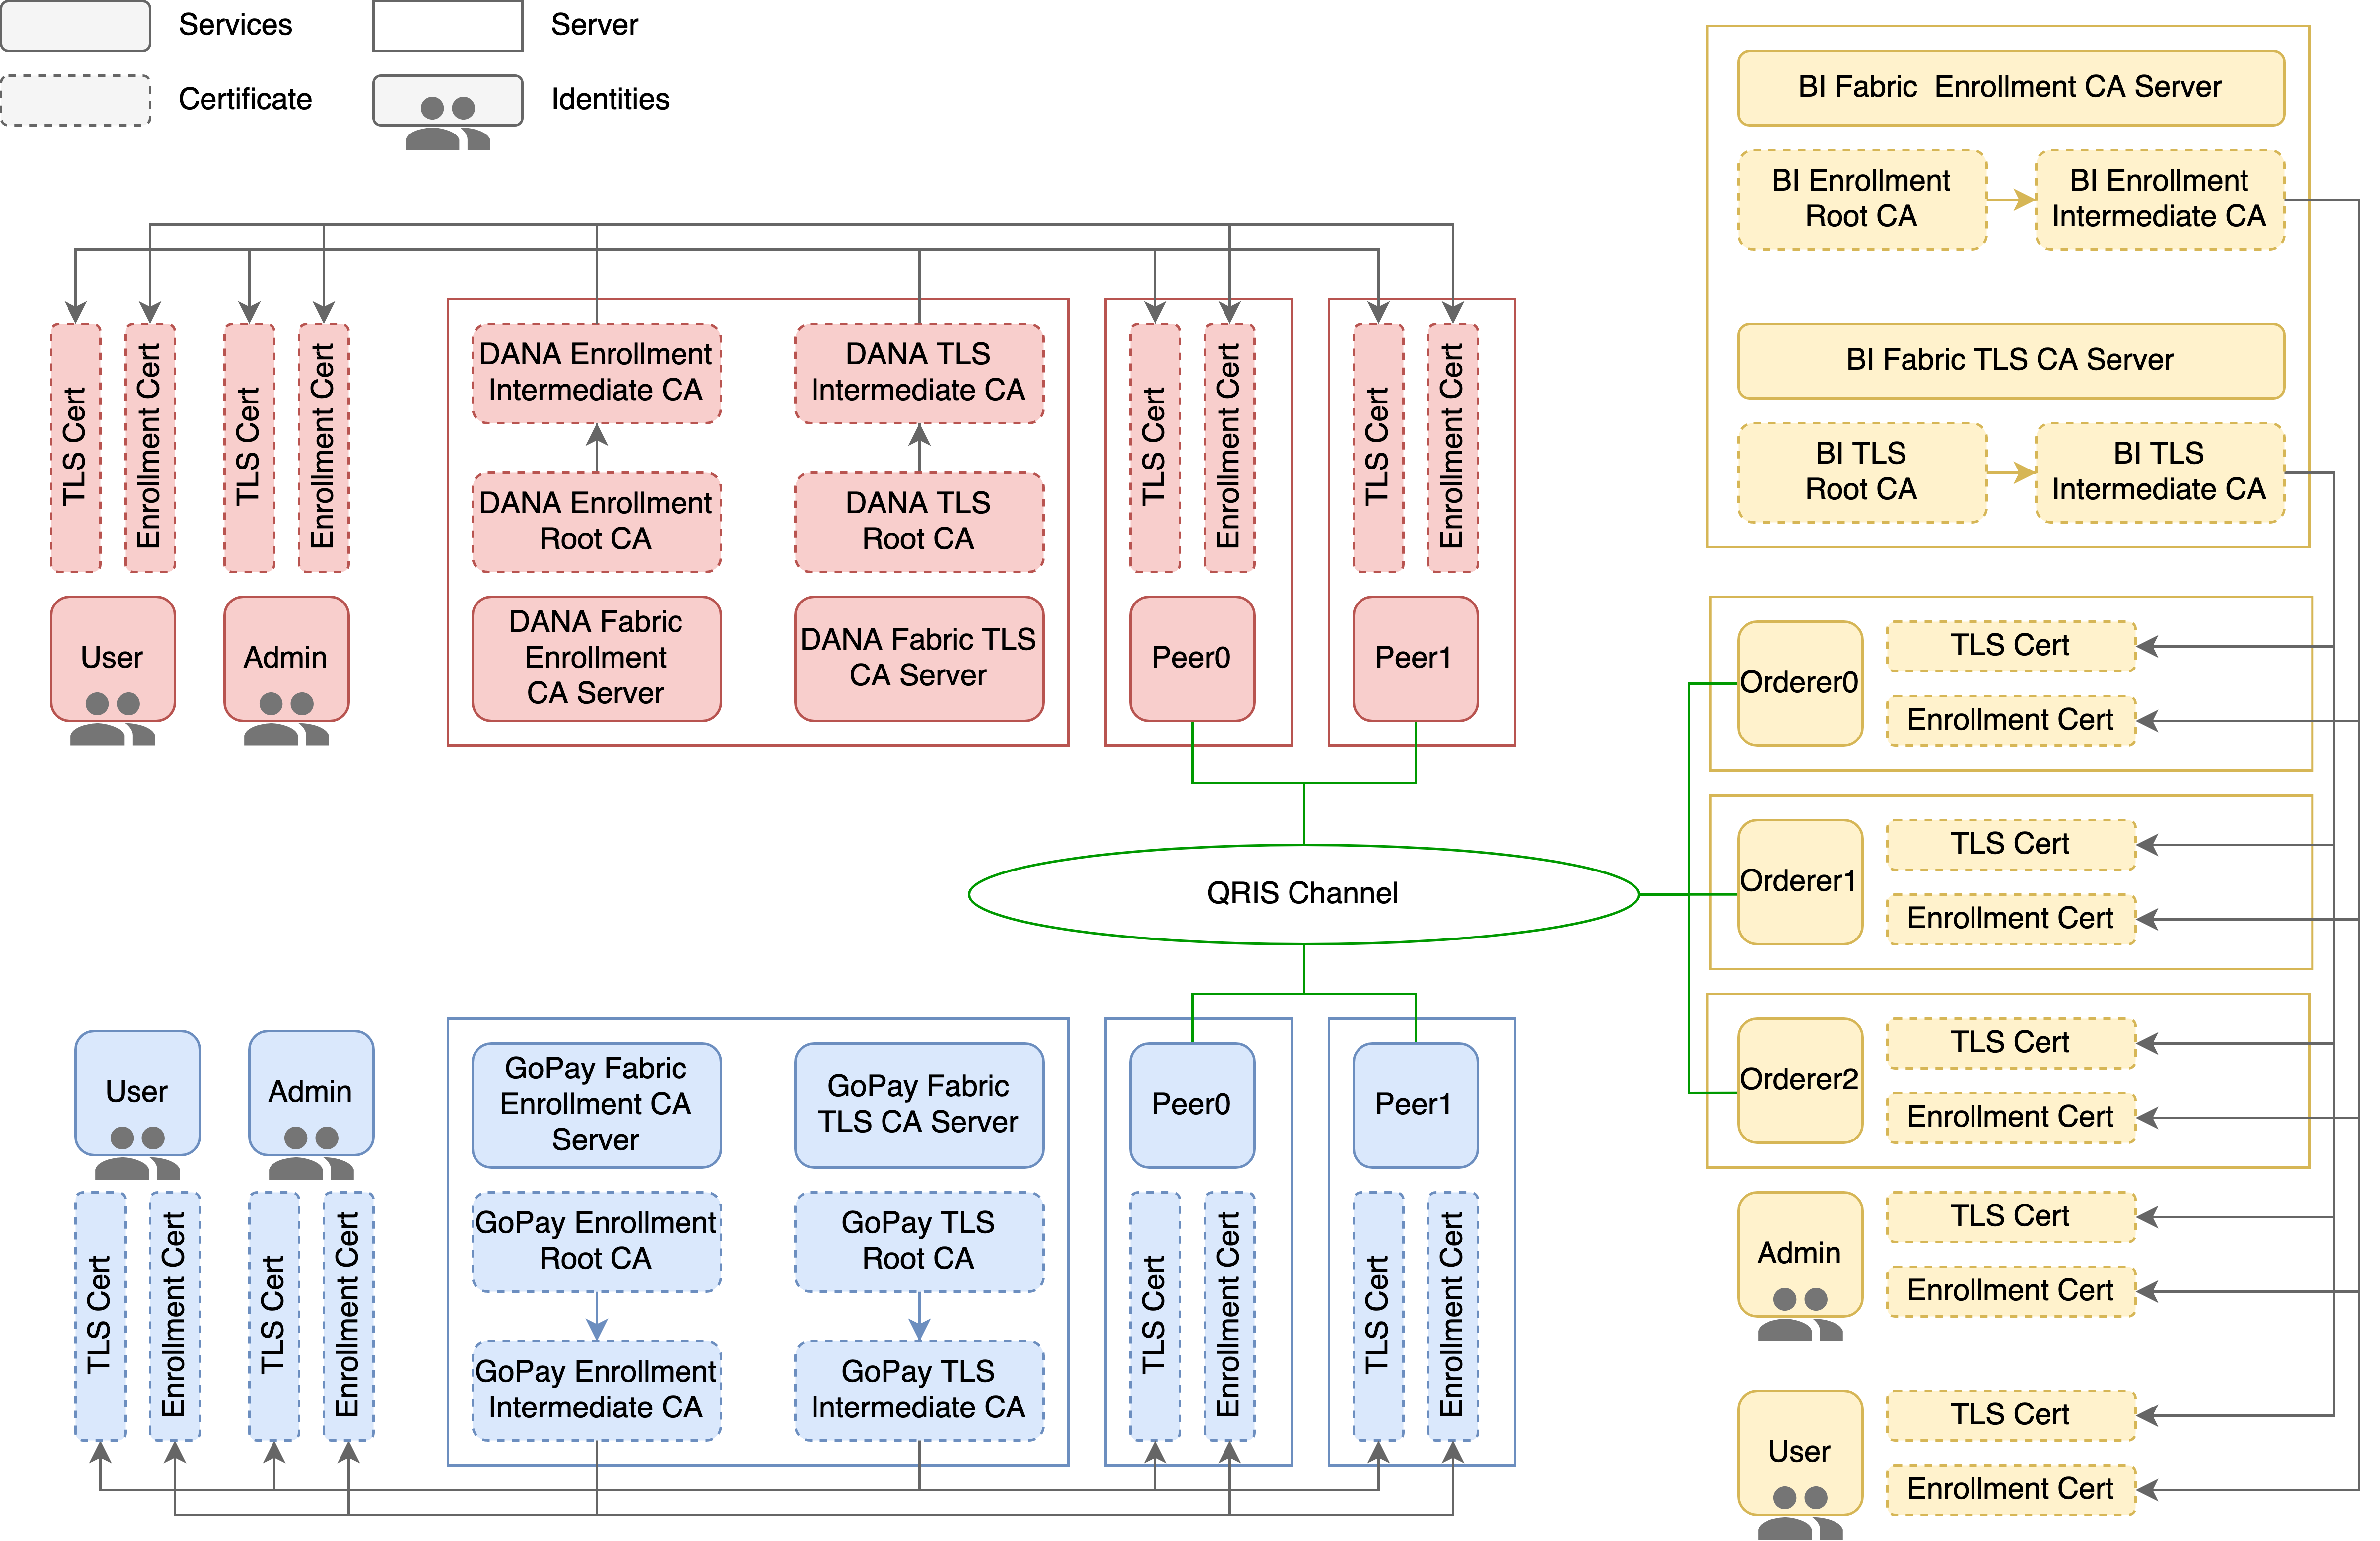 Services
Server
Certificate
Identities
BI Fabric Enrollment CA Server
BI Enrollment
Root CA
BI Enrollment
Intermediate CA
BI Fabric TLS CA Server
BI TLS
Root CA
BI TLS
Intermediate CA
TLS Cert
Enrollment Cert
TLS Cert
Enrollment Cert
User
Admin
DANA Enrollment
Intermediate CA
DANA TLS
Intermediate CA
DANA Enrollment
Root CA
DANA TLS
Root CA
DANA Fabric
Enrollment
CA Server
DANA Fabric TLS
CA Server
TLS Cert
Enrollment Cert
Peer0
TLS Cert
Enrollment Cert
Peer1
Orderer0
TLS Cert
Enrollment Cert
QRIS Channel
Orderer1
TLS Cert
Enrollment Cert
Orderer2
TLS Cert
Enrollment Cert
User
Admin
TLS Cert
Enrollment Cert
TLS Cert
Enrollment Cert
GoPay Fabric
Enrollment CA
Server
GoPay Fabric
TLS CA Server
GoPay Enrollment
Root CA
GoPay TLS
Root CA
GoPay Enrollment
Intermediate CA
GoPay TLS
Intermediate CA
Peer0
TLS Cert
Enrollment Cert
Peer1
TLS Cert
Enrollment Cert
Admin
TLS Cert
Enrollment Cert
User
TLS Cert
Enrollment Cert